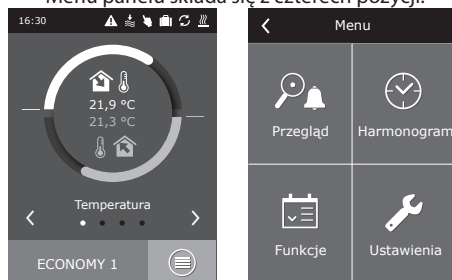 Menu panelu składa się z czterech pozycji.
16:30
21,9 °C
21,3 °C
Temperatura
ECONOMY 1
Menu
Przegląd
Harmonogram
Funkcje
Ustawienia